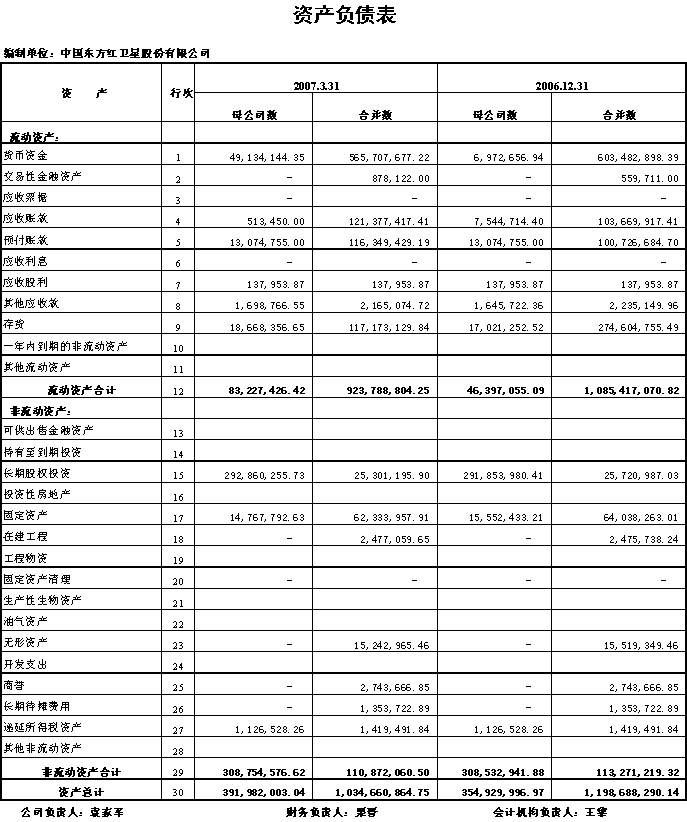 资产负债表
编制单位：中国东方红卫星股份有限公司
资 产 行次 2007.3.31 2006.12.31
母公司数 合并数 母公司数 合并数
流动资产：
货币资金 1 49,134,144.35 565,707,677.22 6,972,656.94 603,482,898.39
交易性金融资产 2 - 878,122.00 - 559,711.00
应收票据 3 - - - -
应收账款 4 513,450.00 121,377,417.41 7,544,714.40 103,669,917.41
预付账款 5 13,074,755.00 116,349,429.19 13,074,755.00 100,726,684.70
应收利息 6 - - - -
应收股利 7 137,953.87 137,953.87 137,953.87 137,953.87
其他应收款 8 1,698,766.55 2,165,074.72 1,645,722.36 2,235,149.96
存货 9 18,668,356.65 117,173,129.84 17,021,252.52 274,604,755.49
一年内到期的非流动资产 10
其他流动资产 11
流动资产合计 12 83,227,426.42 923,788,804.25 46,397,055.09 1,085,417,070.82
非流动资产：
可供出售金融资产 13
持有至到期投资 14
长期股权投资 15 292,860,255.73 25,301,195.90 291,853,980.41 25,720,987.03
投资性房地产 16
固定资产 17 14,767,792.63 62,333,957.91 15,552,433.21 64,038,263.01
在建工程 18 - 2,477,059.65 - 2,475,738.24
工程物资 19
固定资产清理 20 - - - -
生产性生物资产 21
油气资产 22
无形资产 23 - 15,242,965.46 - 15,519,349.46
开发支出 24
商誉 25 - 2,743,666.85 - 2,743,666.85
长期待摊费用 26 - 1,353,722.89 - 1,353,722.89
递延所得税资产 27 1,126,528.26 1,419,491.84 1,126,528.26 1,419,491.84
其他非流动资产 28
非流动资产合计 29 308,754,576.62 110,872,060.50 308,532,941.88 113,271,219.32
资产总计 30 391,982,003.04 1,034,660,864.75 354,929,996.97 1,198,688,290.14
公司负责人：袁家军 财务负责人： 会计机构负责人：王